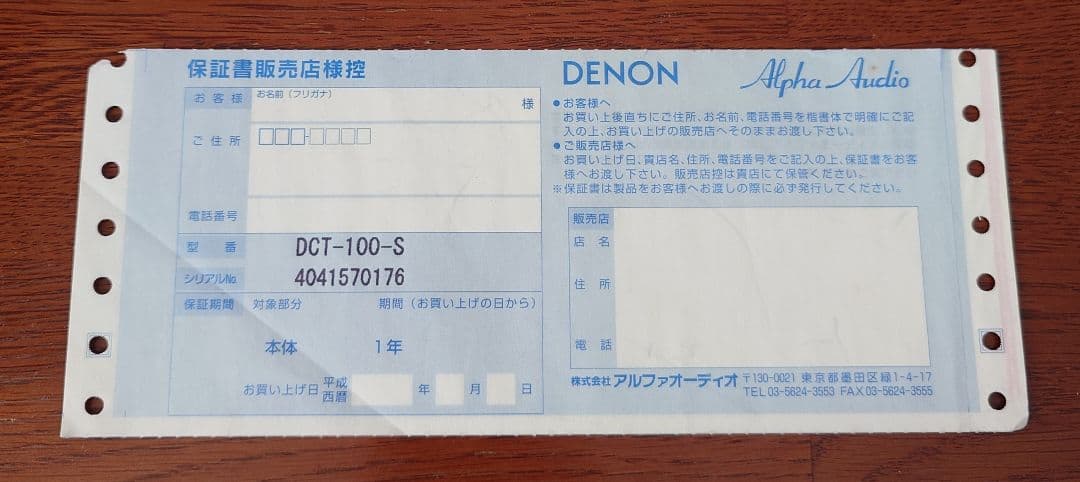 保証書販売店様控
お客様
お名前（フリガナ）
様
ご住所
電話番号
型番
DCT-100-S
シリアルNo.
4041570176
保証期間 対象部分 期間（お買い上げの日から）
本体 1年
お買い上げ日 平成 西暦 年 月 日
DENON
Alpha Audio
●お客様へ
お買い上げ後直ちにご住所、お名前、電話番号を楷書体で明確にご記
入の上、お買い上げの販売店へそのままお渡し下さい。
●ご販売店様へ
お買い上げ日、貴店名、住所、電話番号をご記入の上、保証書をお客
様へお渡し下さい。販売店控は貴店にて保管ください。
※保証書は製品をお客様へお渡しの際に必ず発行してください。
販売店
店名
住所
電話
株式会社 アルファオーディオ 〒130-0021 東京都墨田区緑1-4-17
TEL 03-5624-3553 FAX 03-5624-3555